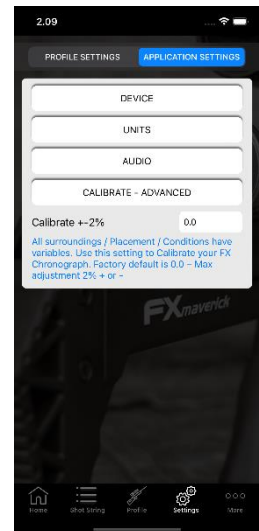 2.09
PROFILE SETTINGS APPLICATION SETTINGS
DEVICE
UNITS
AUDIO
CALIBRATE - ADVANCED
Calibrate +-2% 0.0
All surroundings / Placement / Conditions have
variables. Use this setting to Calibrate your FX
Chronograph. Factory default is 0.0 – Max
adjustment 2% + or -
FXmaverick
Home Shot String Profile Settings More